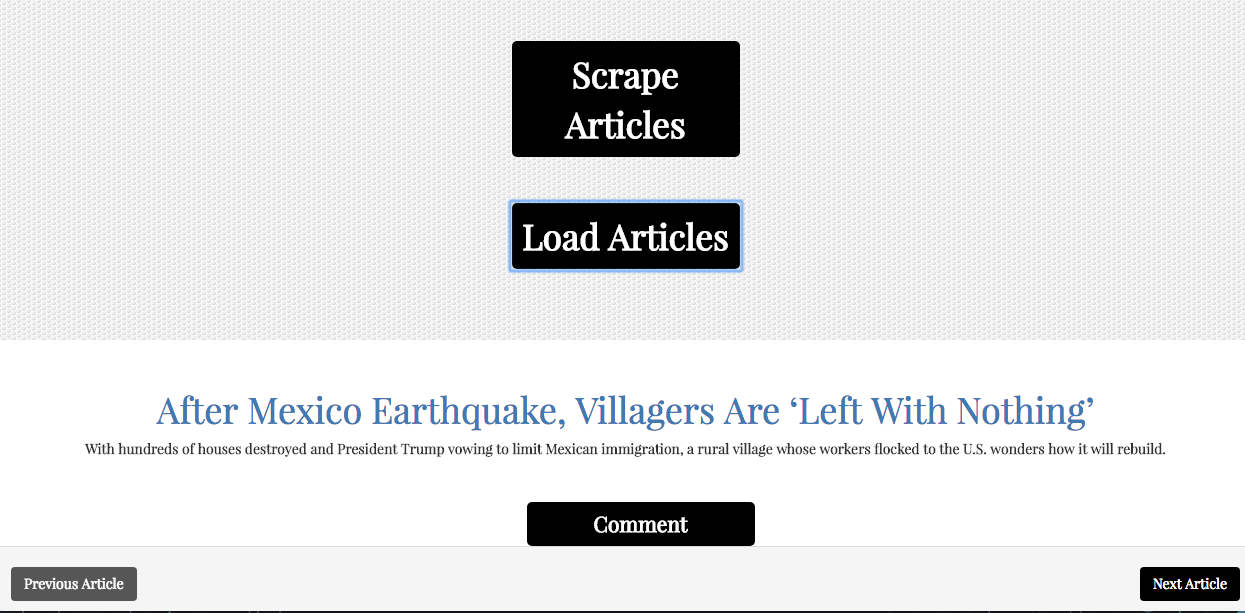 Scrape
Articles
Load Articles
After Mexico Earthquake, Villagers Are ‘Left With Nothing’
With hundreds of houses destroyed and President Trump vowing to limit Mexican immigration, a rural village whose workers flocked to the U.S. wonders how it will rebuild.
Comment
Previous Article
Next Article